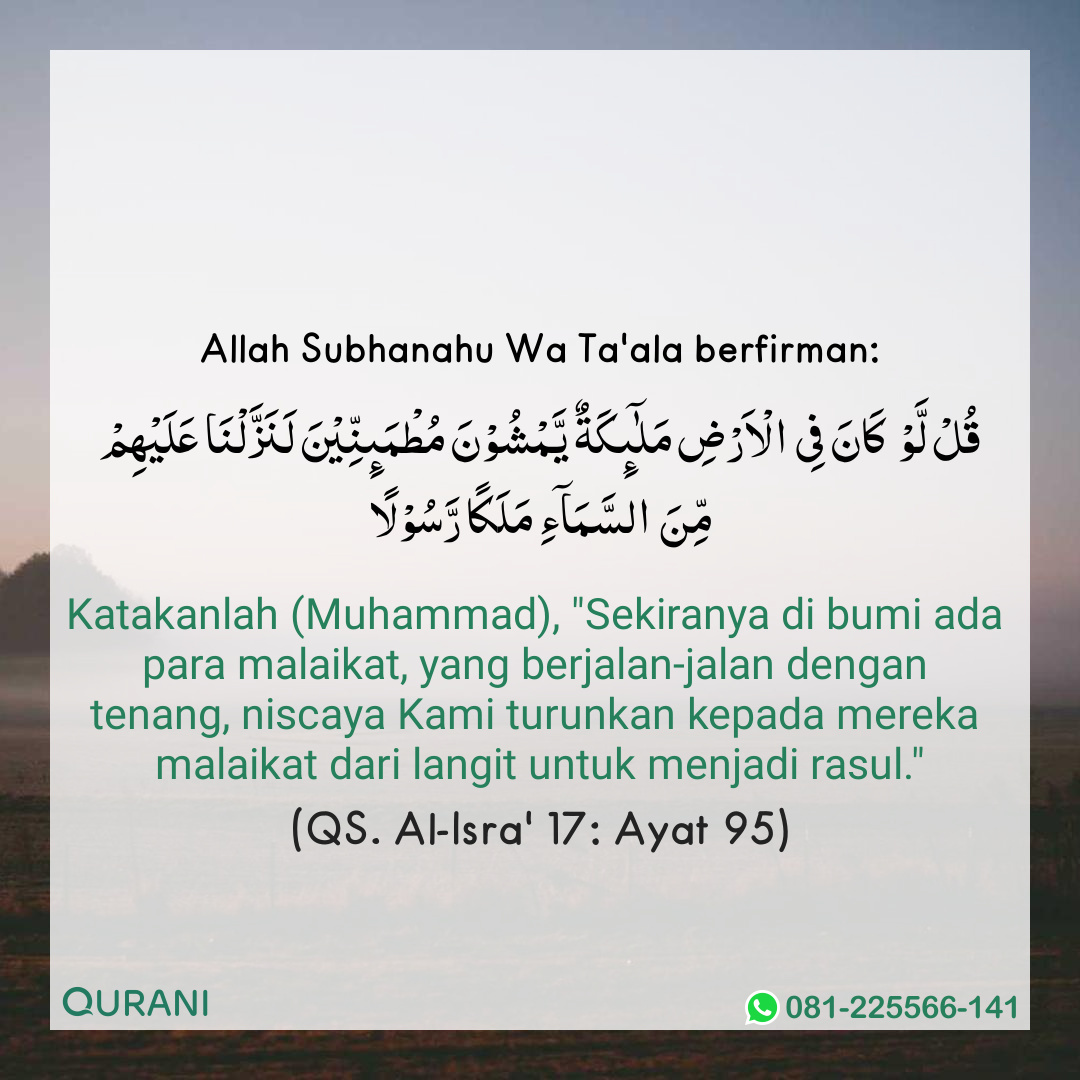 Allah Subhanahu Wa Ta'ala berfirman:
قُلْ لَّوْ كَانَ فِى الْاَرْضِ مَلٰٓئِكَةٌ يَّمْشُوْنَ مُطْمَئِنِّيْنَ لَنَزَّلْنَا عَلَيْهِمْ
مِّنَ السَّمَآءِ مَلَكًا رَّسُوْلًا
Katakanlah (Muhammad), "Sekiranya di bumi ada
para malaikat, yang berjalan-jalan dengan
tenang, niscaya Kami turunkan kepada mereka
malaikat dari langit untuk menjadi rasul."
(QS. Al-Isra' 17: Ayat 95)
QURANI
081-225566-141